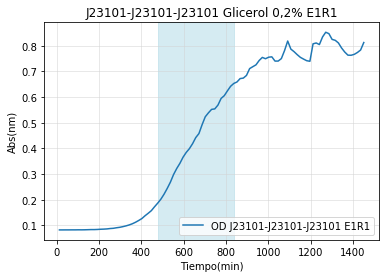 J23101-J23101-J23101 Glicerol 0,2% E1R1
Abs(nm)
0.8
0.7
0.6
0.5
0.4
0.3
0.2
0.1
OD J23101-J23101-J23101 E1R1
0 200 400 600 800 1000 1200 1400
Tiempo(min)